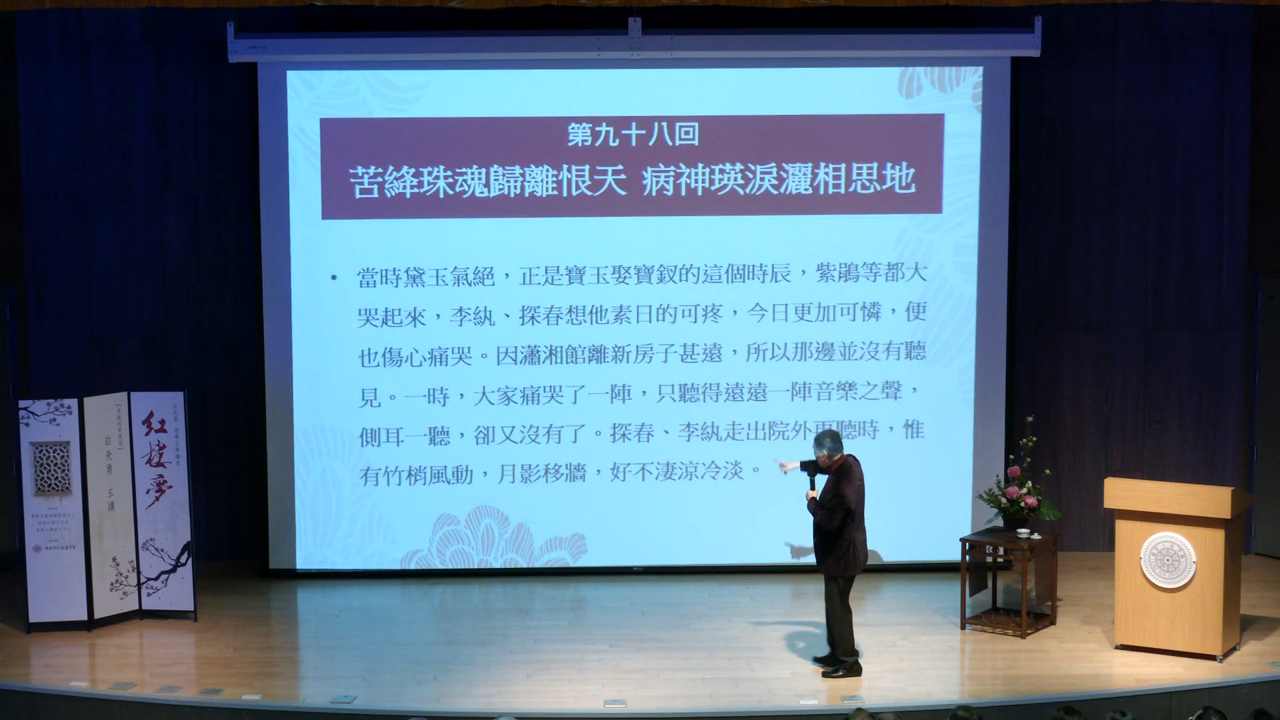 第九十八回
苦絳珠魂歸離恨天 病神瑛淚灑相思地
• 當時黛玉氣絕，正是寶玉娶寶釵的這個時辰，紫鵑等都大
哭起來，李紈、探春想他素日的可疼，今日更加可憐，便
也傷心痛哭。因瀟湘館離新房子甚遠，所以那邊並沒有聽
見。一時，大家痛哭了一陣，只聽得遠遠一陣音樂之聲，
側耳一聽，卻又沒有了。探春、李紈走出院外再聽時，惟
有竹梢風動，月影移牆，好不淒涼冷淡。
紅樓夢
白先勇 主講